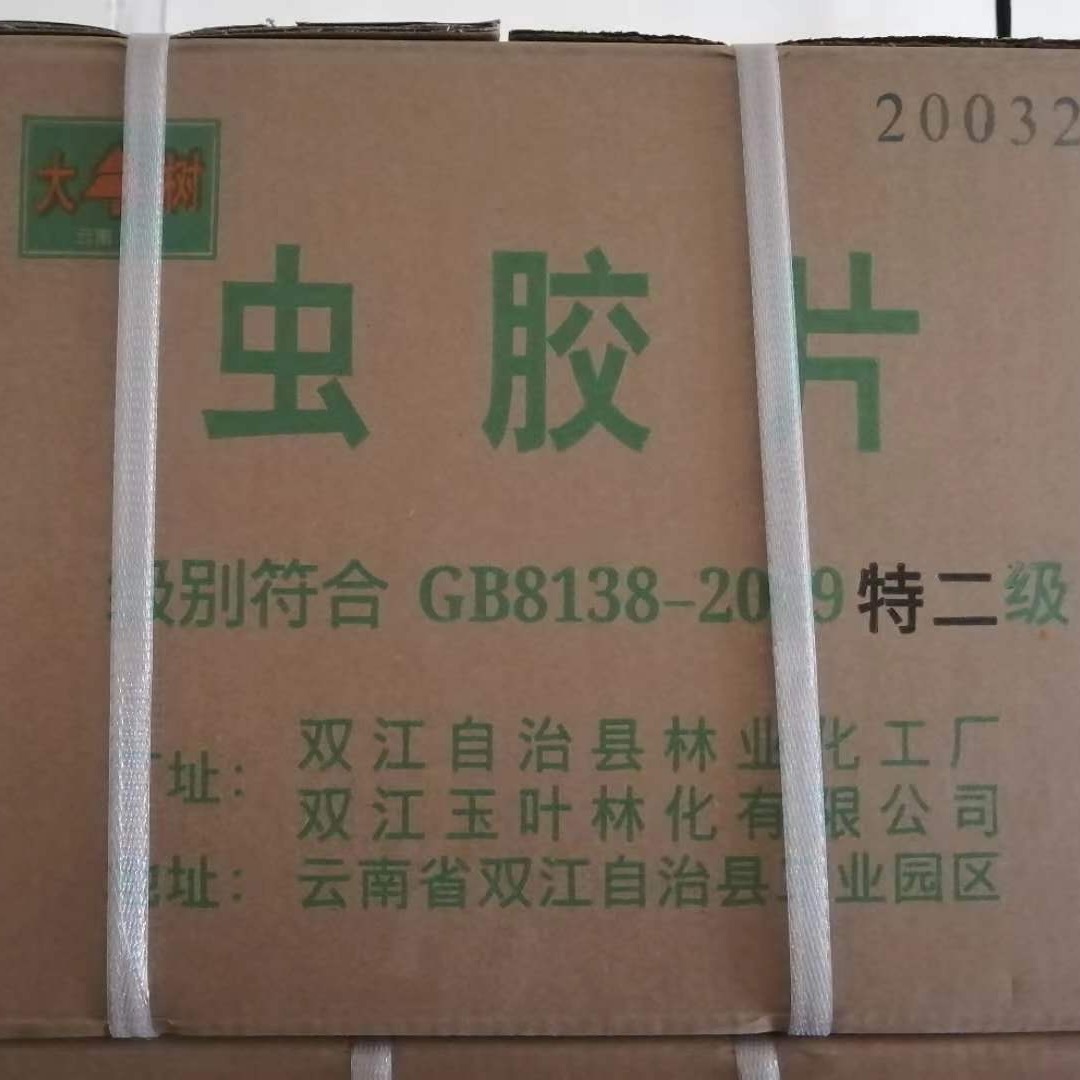 20032
大 树
虫胶片
级别符合 GB8138-20 9 特二级
址：双江自治县林业化工厂
双江玉叶林化有限公司
地址：云南省双江自治县 业园区